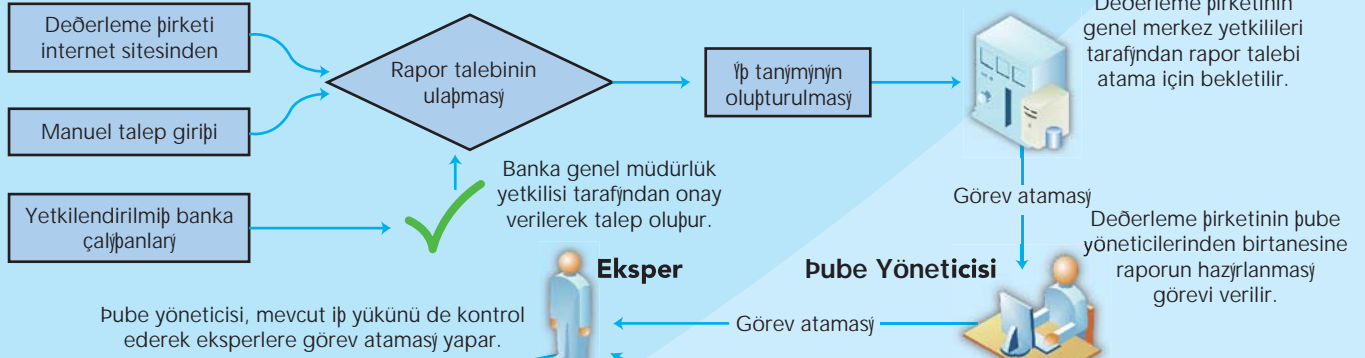 Deðerleme þirketi
internet sitesinden
Manuel talep giriþi
Yetkilendirilmiþ banka
çalýþanlarý
Rapor talebinin
ulaþmasý
Banka genel müdürlük
yetkilisi tarafýndan onay
verilerek talep oluþur.
Ýþ tanýmýnýn
oluþturulmasý
Deðerleme þirketinin
genel merkez yetkilileri
tarafýndan rapor talebi
atama için bekletilir.
Görev atamasý
Deðerleme þirketinin þube
yöneticilerinden birtanesine
raporun hazýrlanmasý
görevi verilir.
Þube Yöneticisi
Görev atamasý
Eksper
Þube yöneticisi, mevcut iþ yükünü de kontrol
ederek eksperlere görev atamasý yapar.